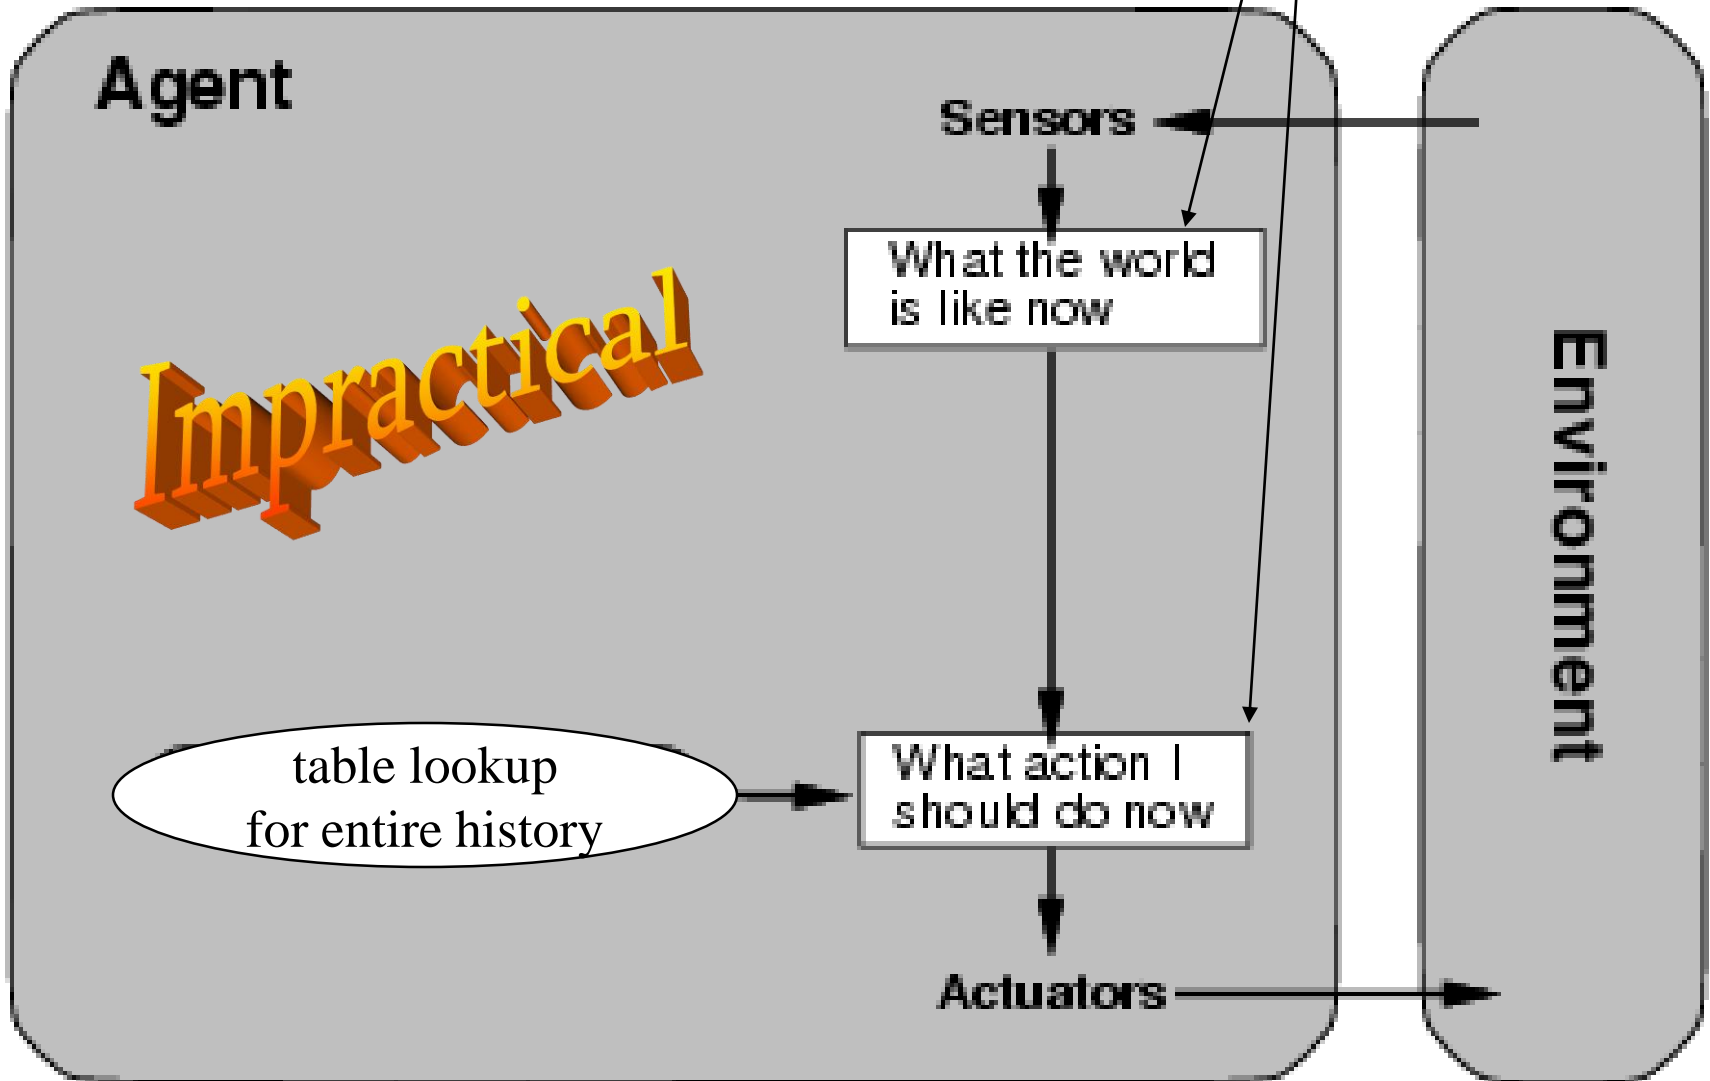 Agent
Sensors
What the world
is like now
Impractical
Environment
table lookup
for entire history
What action I
should do now
Actuators